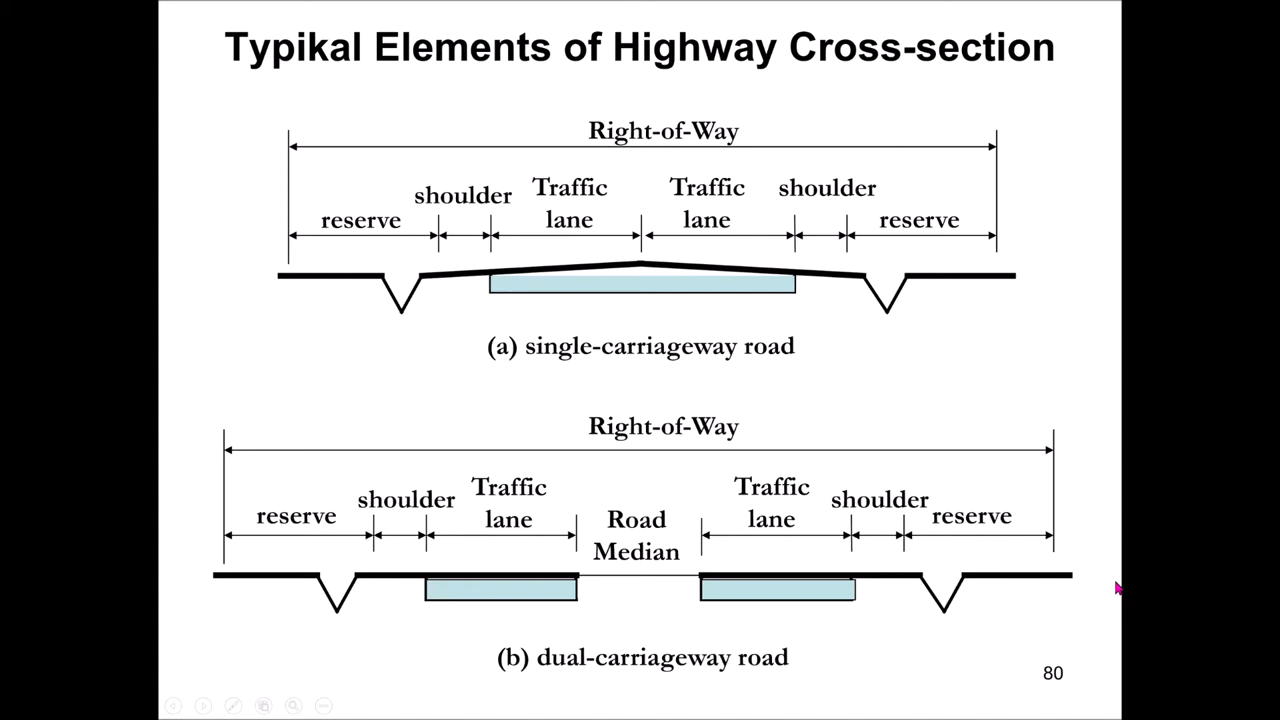 Typikal Elements of Highway Cross-section
Right-of-Way
reserve
shoulder
Traffic
lane
Traffic
lane
shoulder
reserve
(a) single-carriageway road
Right-of-Way
reserve
shoulder
Traffic
lane
Road
Median
Traffic
lane
shoulder
reserve
(b) dual-carriageway road
80